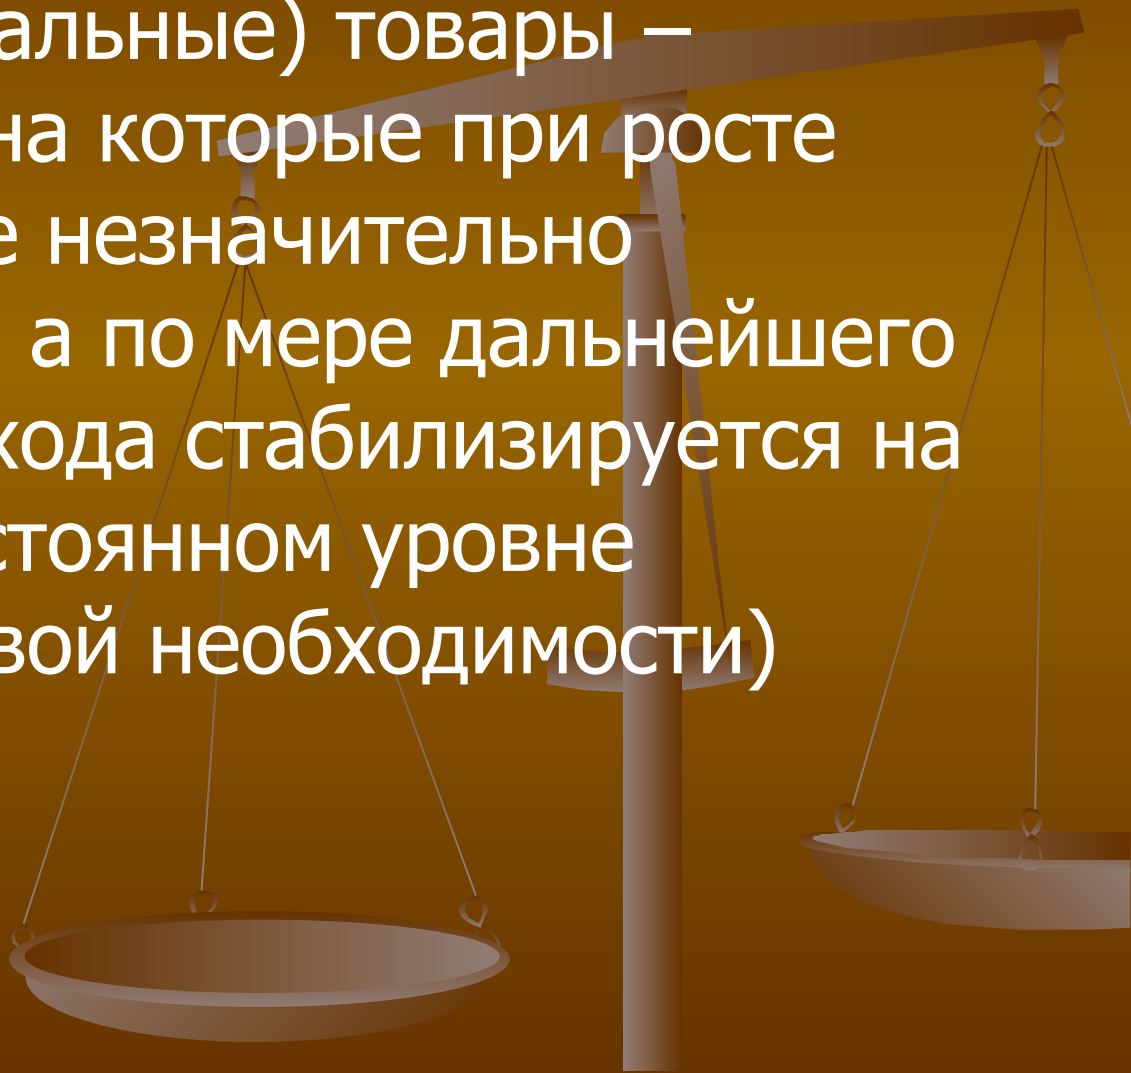 альные) товары –
на которые при росте
е незначительно
а по мере дальнейшего
хода стабилизируется на
стоянном уровне
вой необходимости)